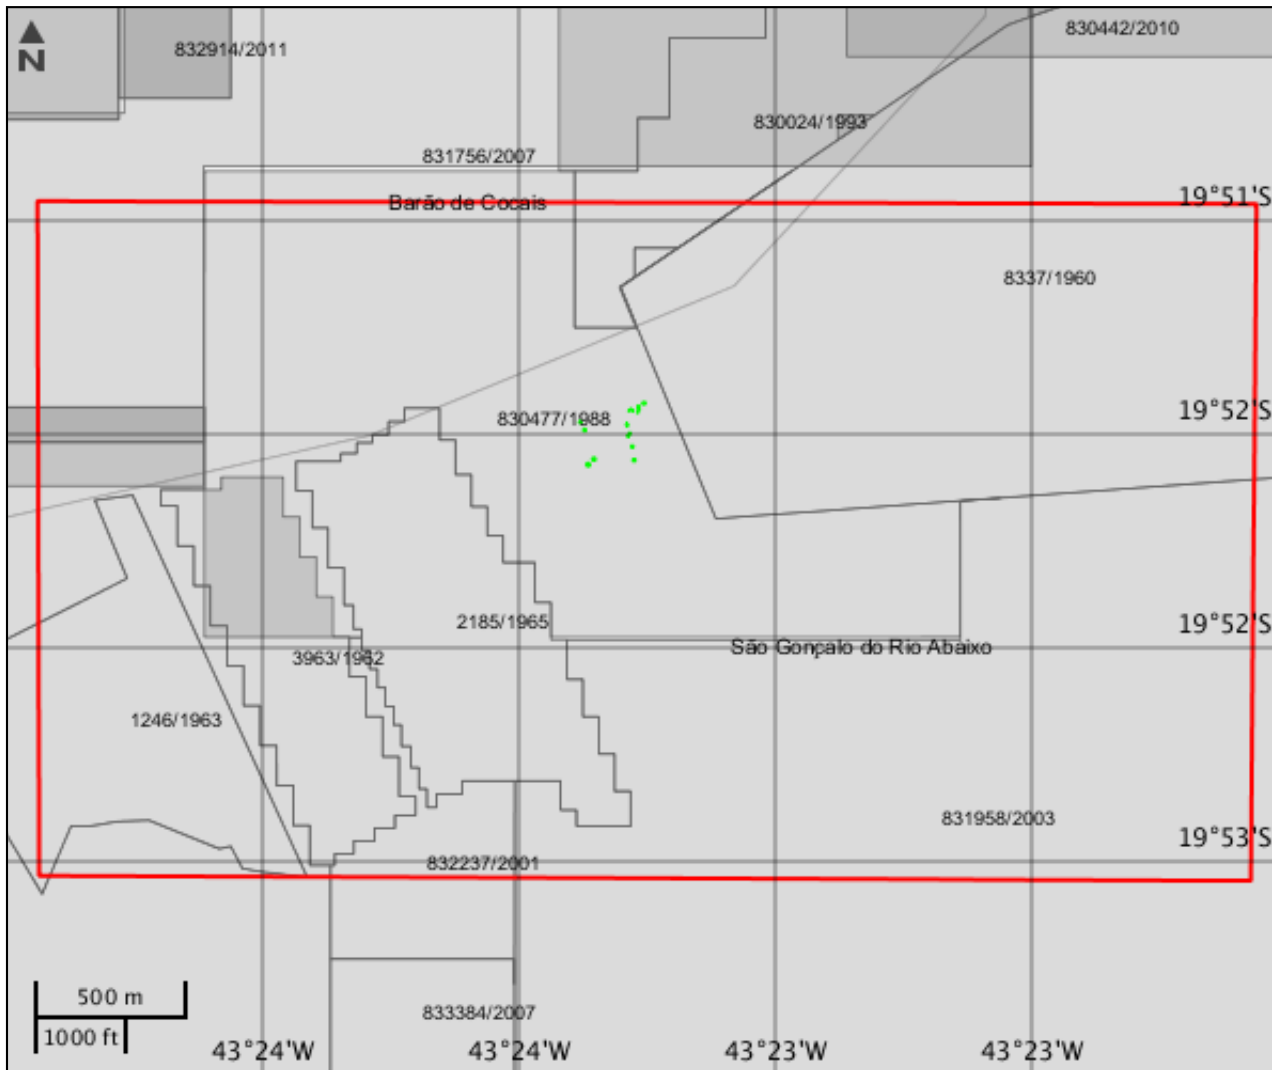 N
832914/2011
830442/2010
830024/1993
831756/2007
Barão de Cocais
19°51'S
8337/1960
19°52'S
830477/1988
2185/1965
19°52'S
São Gonçalo do Rio Abaixo
3963/1962
1246/1963
831958/2003
19°53'S
832237/2001
500 m
833384/2007
1000 ft
43°24'W
43°24'W
43°23'W
43°23'W